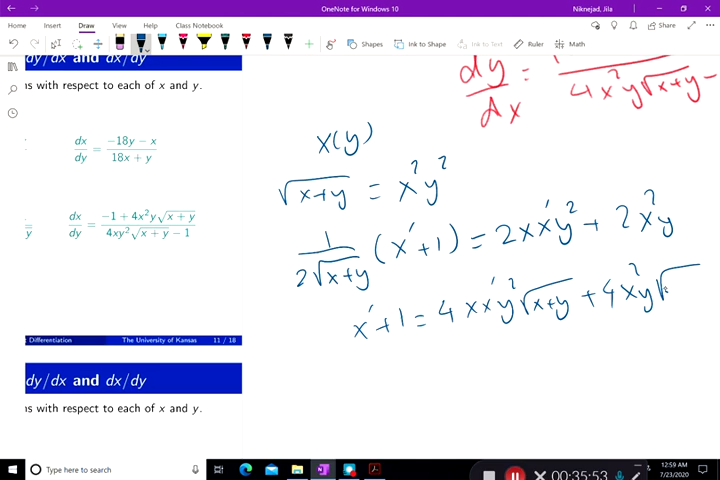 OneNote for Windows 10
Niknejad, Jila
Home Insert Draw View Help Class Notebook
Share
Shapes Ink to Shape Ink to Text Ruler Math
dy/dx and dx/dy
ns with respect to each of x and y.
dy/dx = 4x²y√x+y −
x(y)
dx/dy = −18y − x / 18x + y
√x+y = x²y²
dx/dy = −1 + 4x²y√x + y / 4xy²√x + y − 1
y
1/2√x+y (x'+1) = 2xx'y² + 2x²y
x'+1 = 4xx'y²√x+y + 4x²y√
Differentiation The University of Kansas 11 / 18
dy/dx and dx/dy
ns with respect to each of x and y.
Type here to search
00:35:53
12:59 AM
7/23/2020